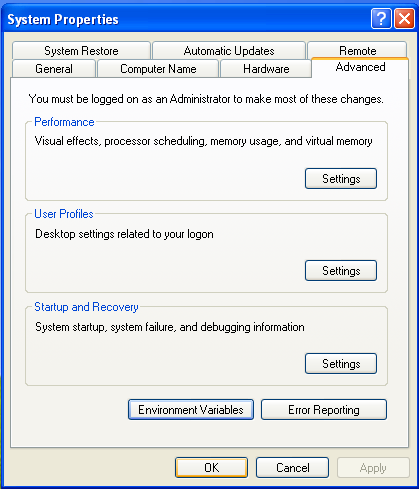 System Properties
System Restore Automatic Updates Remote
General Computer Name Hardware Advanced
You must be logged on as an Administrator to make most of these changes.
Performance
Visual effects, processor scheduling, memory usage, and virtual memory
Settings
User Profiles
Desktop settings related to your logon
Settings
Startup and Recovery
System startup, system failure, and debugging information
Settings
Environment Variables Error Reporting
OK Cancel Apply